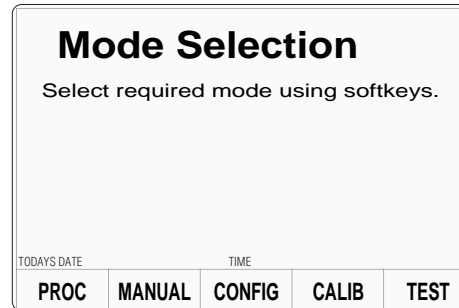 Mode Selection
Select required mode using softkeys.
TODAYS DATE TIME
PROC MANUAL CONFIG CALIB TEST